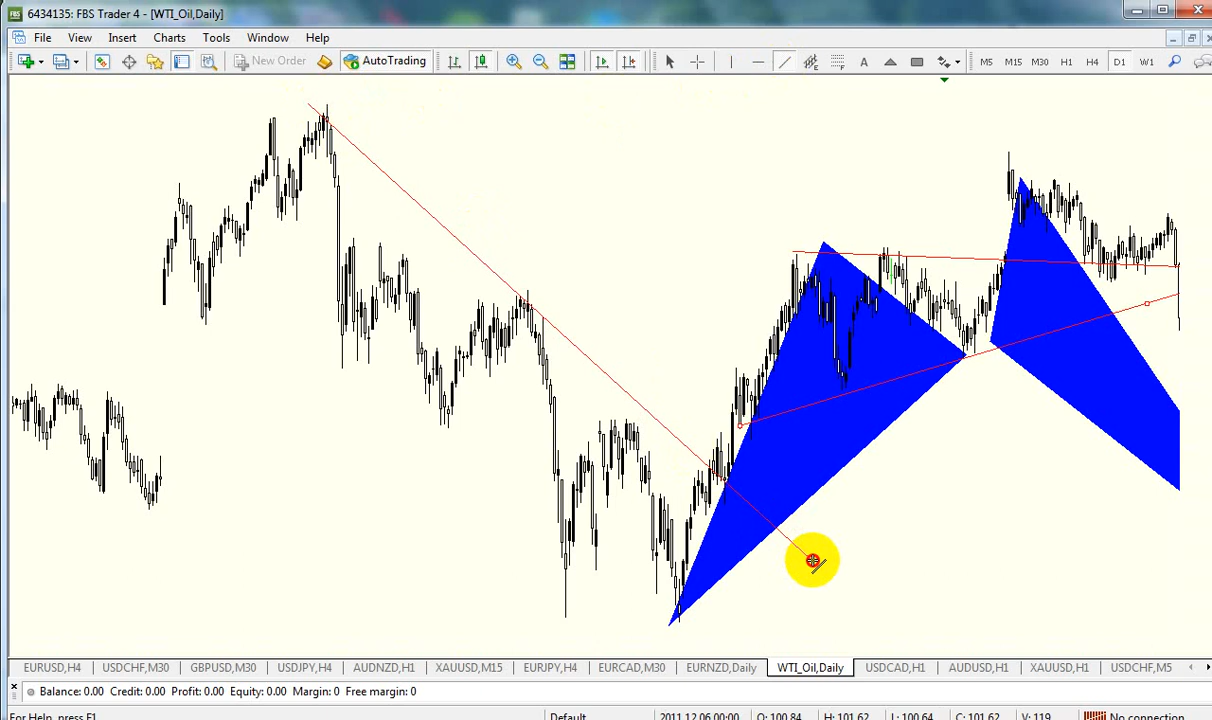 6434135: FBS Trader 4 - [WTI_Oil,Daily]
File View Insert Charts Tools Window Help
New Order AutoTrading A M5 M15 M30 H1 H4 D1 W1
EURUSD,H4 USDCHF,M30 GBPUSD,M30 USDJPY,H4 AUDNZD,H1 XAUUSD,M15 EURJPY,H4 EURCAD,M30 EURNZD,Daily WTI_Oil,Daily USDCAD,H1 AUDUSD,H1 XAUUSD,H1 USDCHF,M5
Balance: 0.00 Credit: 0.00 Profit: 0.00 Equity: 0.00 Margin: 0 Free margin: 0
For Help, press F1 Default 2011.12.06 00:00 O: 100.84 H: 101.62 L: 100.64 C: 101.62 V: 119 No connection